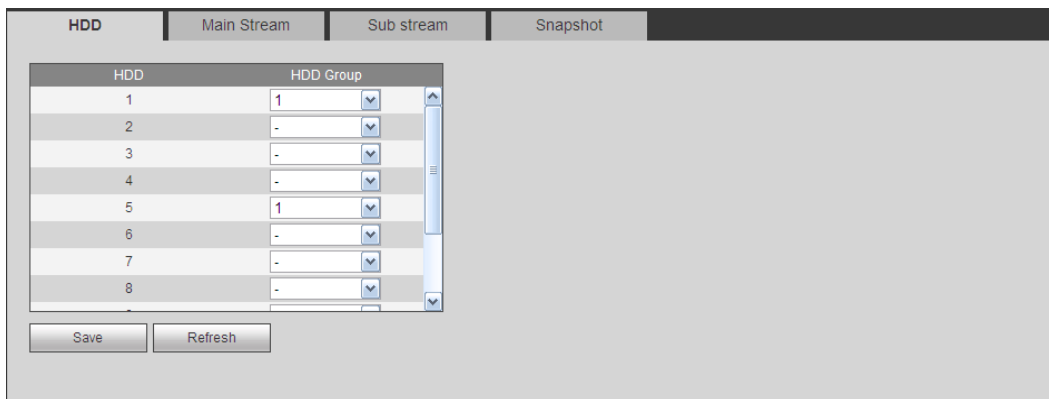 HDD Main Stream Sub stream Snapshot
HDD HDD Group
1 1
2 -
3 -
4 -
5 1
6 -
7 -
8 -
Save Refresh